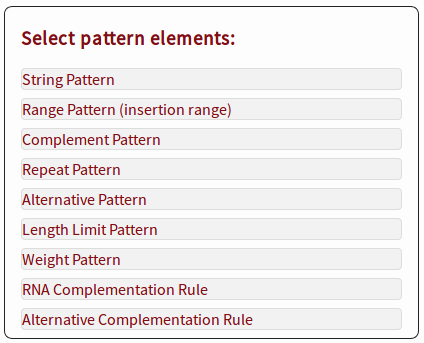 Select pattern elements:
String Pattern
Range Pattern (insertion range)
Complement Pattern
Repeat Pattern
Alternative Pattern
Length Limit Pattern
Weight Pattern
RNA Complementation Rule
Alternative Complementation Rule